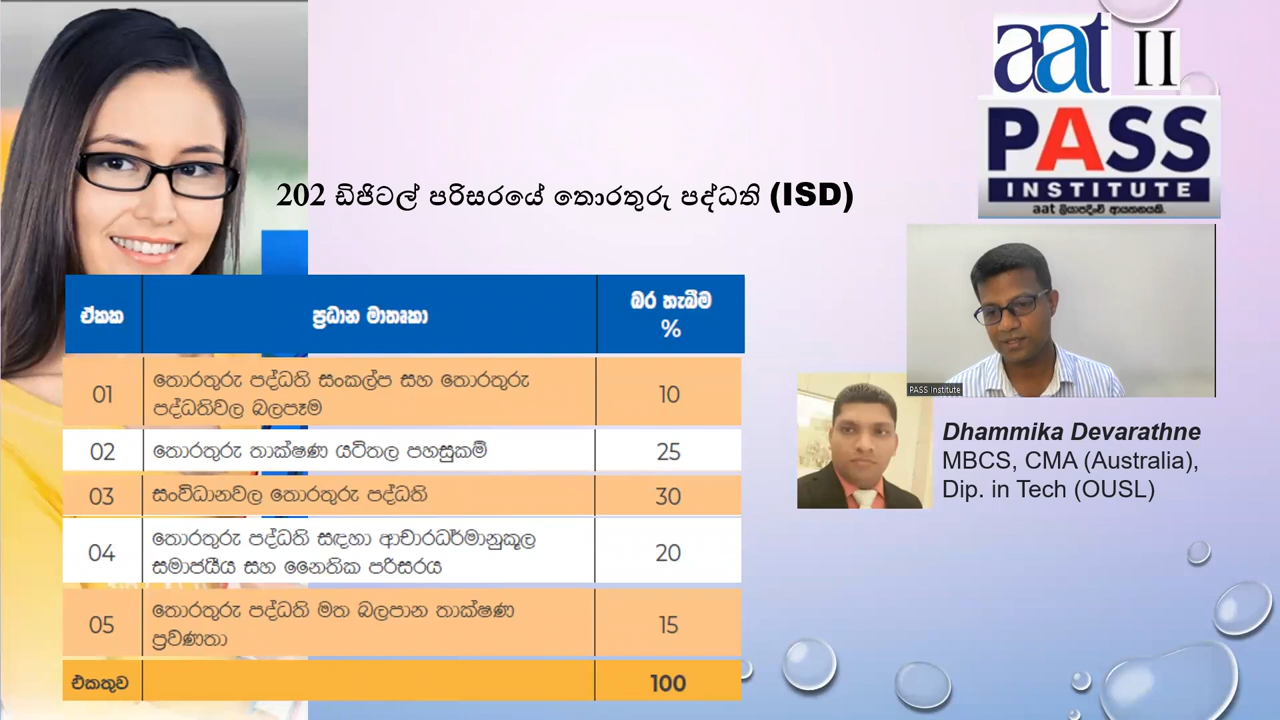 aat II
PASS
INSTITUTE
aat ලියාපදිංචි ආයතනයකි.
202 ඩිජිටල් පරිසරයේ තොරතුරු පද්ධති (ISD)
ඒකක
ප්‍රධාන මාතෘකා
බර තැබීම
%
01
තොරතුරු පද්ධති සංකල්ප සහ තොරතුරු
පද්ධතිවල බලපෑම
10
02
තොරතුරු තාක්ෂණ යටිතල පහසුකම්
25
03
සංවිධානවල තොරතුරු පද්ධති
30
04
තොරතුරු පද්ධති සඳහා ආචාරධර්මානුකූල
සමාජයීය සහ නෛතික පරිසරය
20
05
තොරතුරු පද්ධති මත බලපාන තාක්ෂණ
ප්‍රවණතා
15
එකතුව
100
PASS Institute
Dhammika Devarathne
MBCS, CMA (Australia),
Dip. in Tech (OUSL)